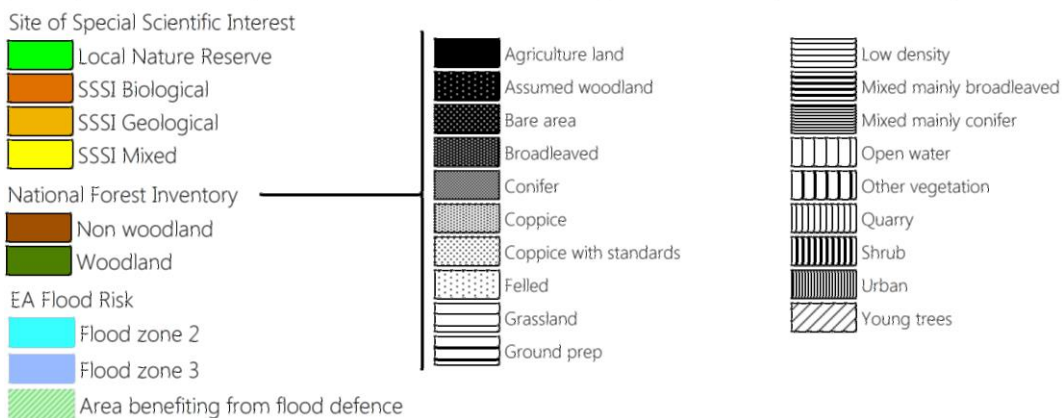 Site of Special Scientific Interest
Local Nature Reserve
SSSI Biological
SSSI Geological
SSSI Mixed
National Forest Inventory
Non woodland
Woodland
EA Flood Risk
Flood zone 2
Flood zone 3
Area benefiting from flood defence
Agriculture land
Assumed woodland
Bare area
Broadleaved
Conifer
Coppice
Coppice with standards
Felled
Grassland
Ground prep
Low density
Mixed mainly broadleaved
Mixed mainly conifer
Open water
Other vegetation
Quarry
Shrub
Urban
Young trees